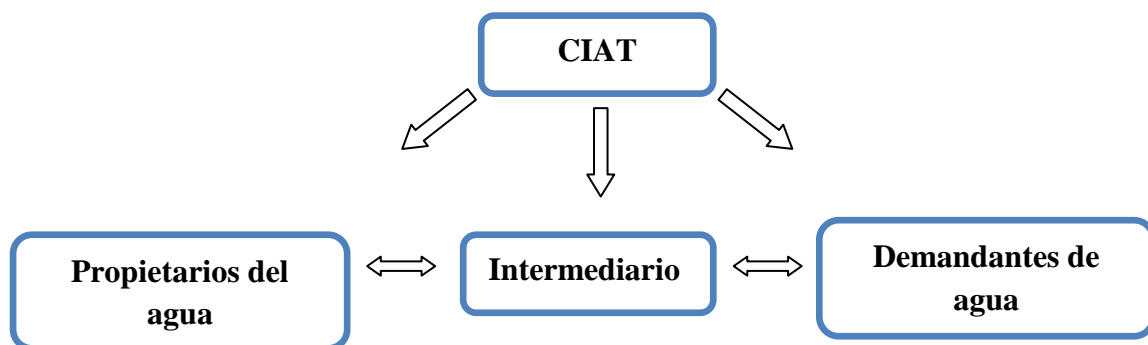 CIAT
Propietarios del
agua
Intermediario
Demandantes de
agua